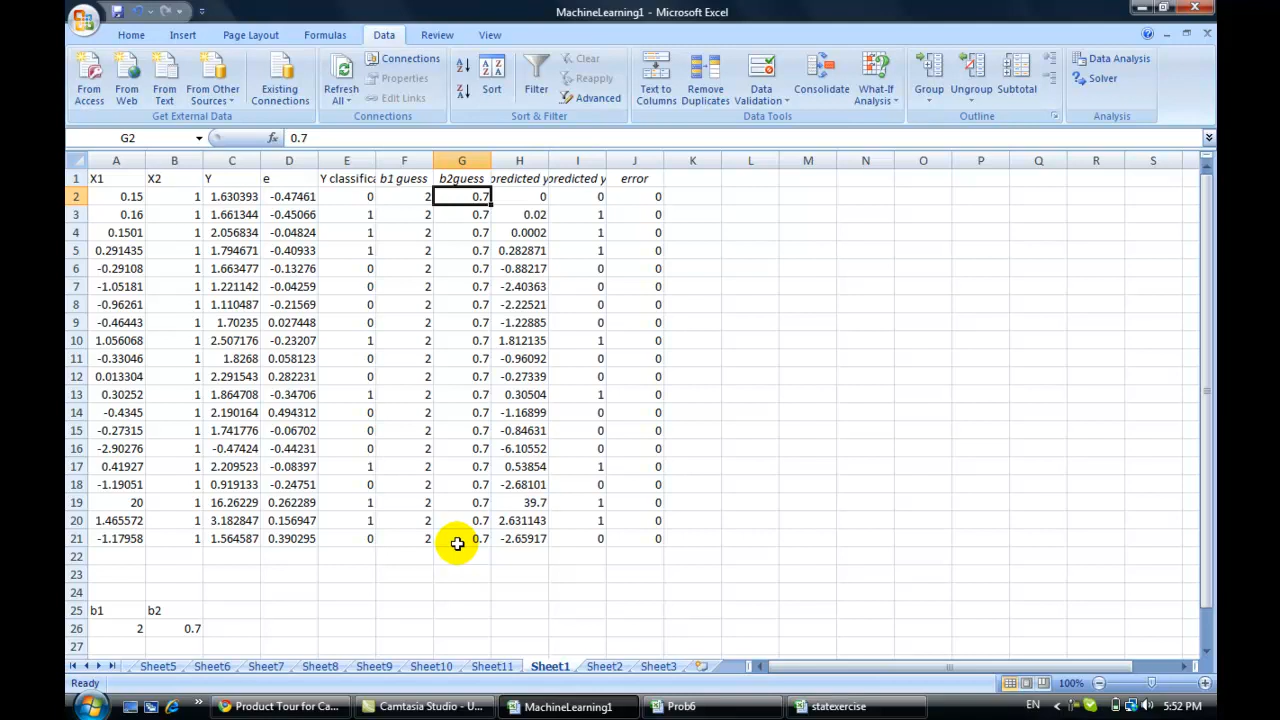 MachineLearning1 - Microsoft Excel
Home Insert Page Layout Formulas Data Review View
From Access From Web From Text From Other Sources Existing Connections Refresh All Connections Properties Edit Links Sort Filter Clear Reapply Advanced Text to Columns Remove Duplicates Data Validation Consolidate What-If Analysis Group Ungroup Subtotal Data Analysis Solver
Get External Data Connections Sort & Filter Data Tools Outline Analysis
G2 fx 0.7
A B C D E F G H I J K L M N O P Q R S
1 X1 X2 Y e Y classifica b1 guess b2guess predicted y predicted y error
2 0.15 1 1.630393 -0.47461 0 2 0.7 0 0 0
3 0.16 1 1.661344 -0.45066 1 2 0.7 0.02 1 0
4 0.1501 1 2.056834 -0.04824 1 2 0.7 0.0002 1 0
5 0.291435 1 1.794671 -0.40933 1 2 0.7 0.282871 1 0
6 -0.29108 1 1.663477 -0.13276 0 2 0.7 -0.88217 0 0
7 -1.05181 1 1.221142 -0.04259 0 2 0.7 -2.40363 0 0
8 -0.96261 1 1.110487 -0.21569 0 2 0.7 -2.22521 0 0
9 -0.46443 1 1.70235 0.027448 0 2 0.7 -1.22885 0 0
10 1.056068 1 2.507176 -0.23207 1 2 0.7 1.812135 1 0
11 -0.33046 1 1.8268 0.058123 0 2 0.7 -0.96092 0 0
12 0.013304 1 2.291543 0.282231 0 2 0.7 -0.27339 0 0
13 0.30252 1 1.864708 -0.34706 1 2 0.7 0.30504 1 0
14 -0.4345 1 2.190164 0.494312 0 2 0.7 -1.16899 0 0
15 -0.27315 1 1.741776 -0.06702 0 2 0.7 -0.84631 0 0
16 -2.90276 1 -0.47424 -0.44231 0 2 0.7 -6.10552 0 0
17 0.41927 1 2.209523 -0.08397 1 2 0.7 0.53854 1 0
18 -1.19051 1 0.919133 -0.24751 0 2 0.7 -2.68101 0 0
19 20 1 16.26229 0.262289 1 2 0.7 39.7 1 0
20 1.465572 1 3.182847 0.156947 1 2 0.7 2.631143 1 0
21 -1.17958 1 1.564587 0.390295 0 2 0.7 -2.65917 0 0
22
23
24
25 b1 b2
26 2 0.7
27
Sheet5 Sheet6 Sheet7 Sheet8 Sheet9 Sheet10 Sheet11 Sheet1 Sheet2 Sheet3
Ready 100%
Product Tour for Ca... Camtasia Studio - U... MachineLearning1 Prob6 statexercise EN 5:52 PM